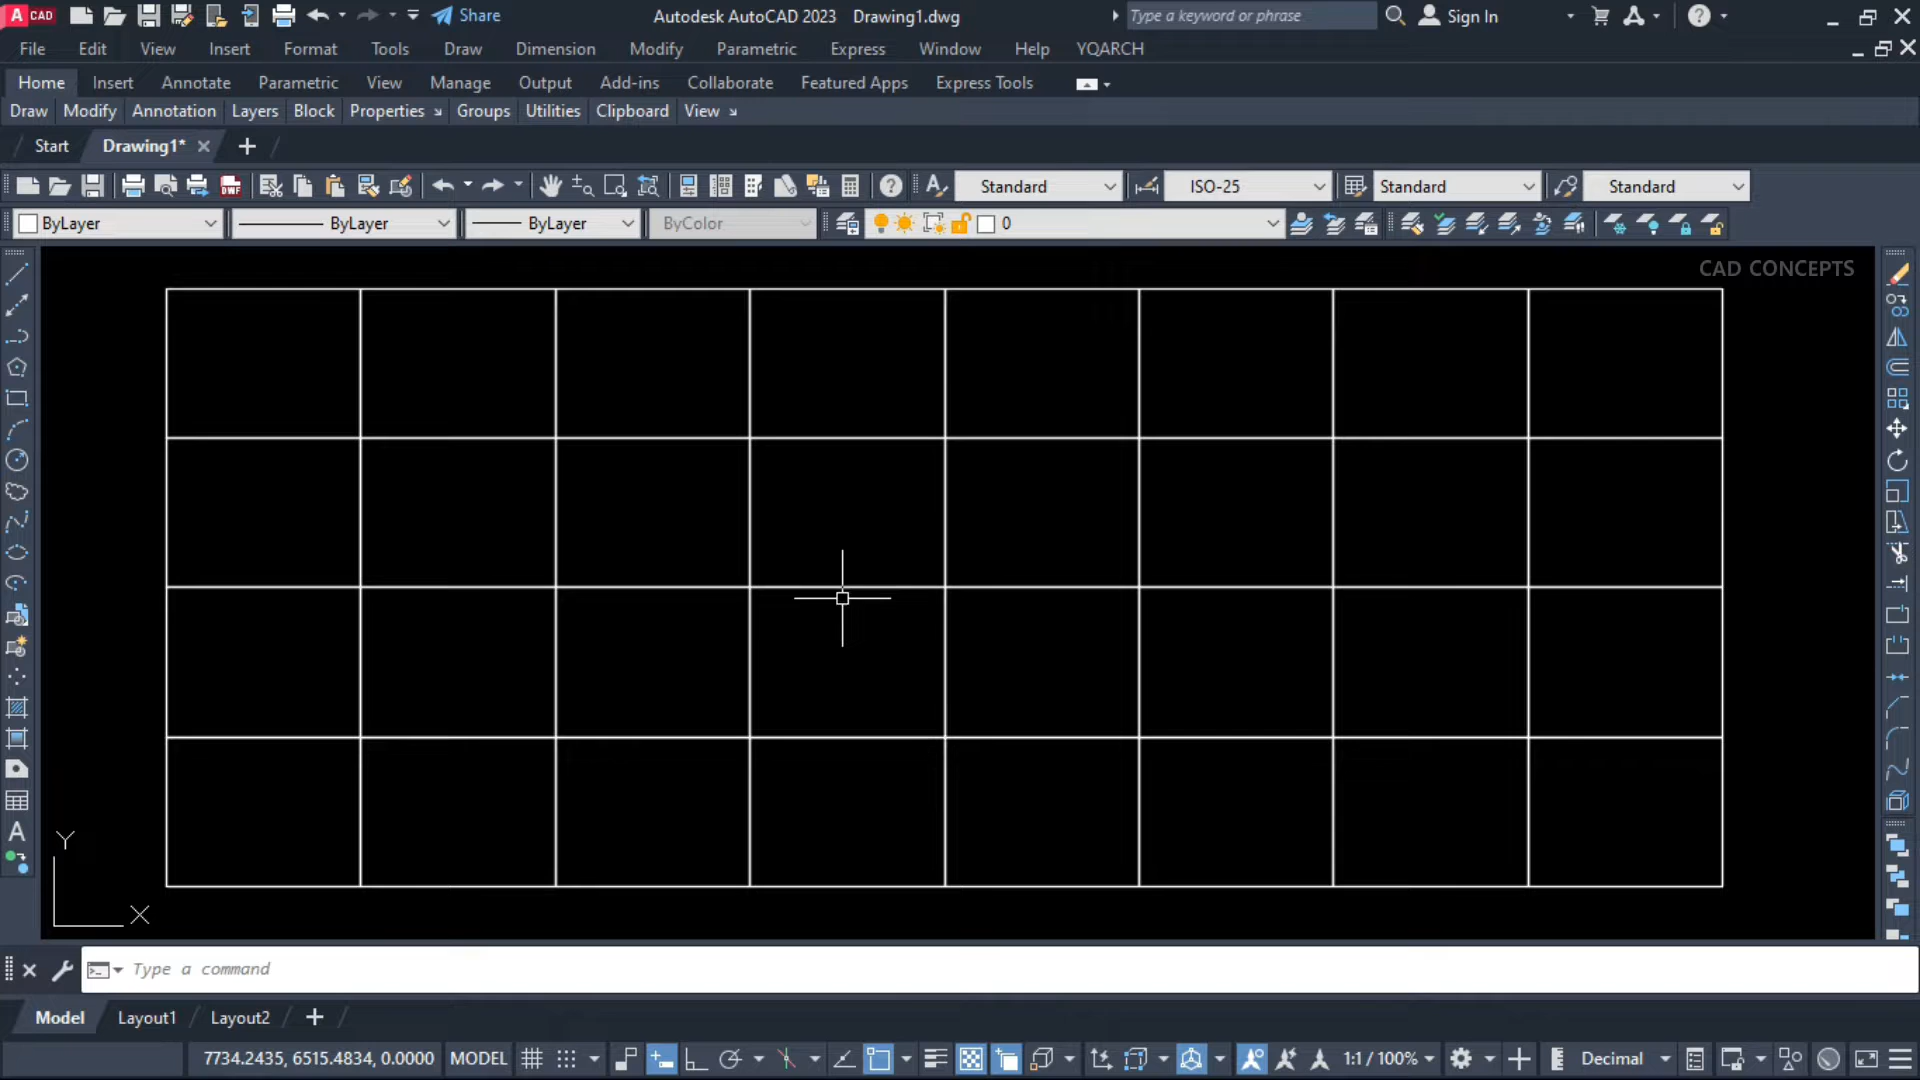 A CAD Share Autodesk AutoCAD 2023 Drawing1.dwg Type a keyword or phrase Sign In
File Edit View Insert Format Tools Draw Dimension Modify Parametric Express Window Help YQARCH
Home Insert Annotate Parametric View Manage Output Add-ins Collaborate Featured Apps Express Tools
Draw Modify Annotation Layers Block Properties Groups Utilities Clipboard View
Start Drawing1*
DWF Standard ISO-25 Standard Standard
ByLayer ByLayer ByLayer ByColor 0
CAD CONCEPTS
A
Y
X
Type a command
Model Layout1 Layout2
7734.2435, 6515.4834, 0.0000 MODEL 1:1 / 100% Decimal